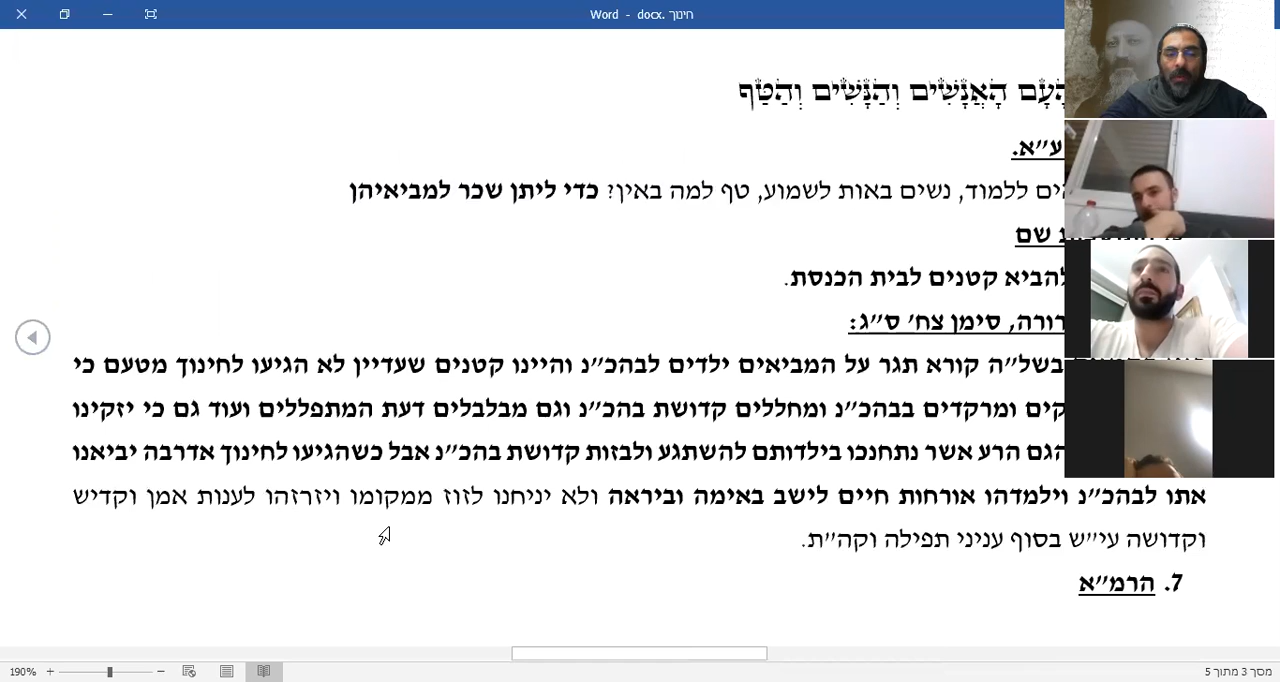 חינוך .docx - Word
הָעָם הָאֲנָשִׁים וְהַנָּשִׁים וְהַטַּף
ע"א.
ללמוד, נשים באות לשמוע, טף למה באין? כדי ליתן שכר למביאיהן
שם
להביא קטנים לבית הכנסת.
סימן צח' ס"ג:
בשל"ה קורא תגר על המביאים ילדים לבהכ"נ והיינו קטנים שעדיין לא הגיעו לחינוך מטעם כי
ומרקדים בבהכ"נ ומחללים קדושת בהכ"נ וגם מבלבלים דעת המתפללים ועוד גם כי יזקינו
הרע אשר נתחנכו בילדותם להשתגע ולבזות קדושת בהכ"נ אבל כשהגיעו לחינוך אדרבה יביאנו
אתו לבהכ"נ וילמדהו אורחות חיים לישב באימה וביראה ולא יניחנו לזוז ממקומו ויזרזהו לענות אמן וקדיש
וקדושה עי"ש בסוף עניני תפילה וקה"ת.
7. הרמ"א
מסך 3 מתוך 5
190%